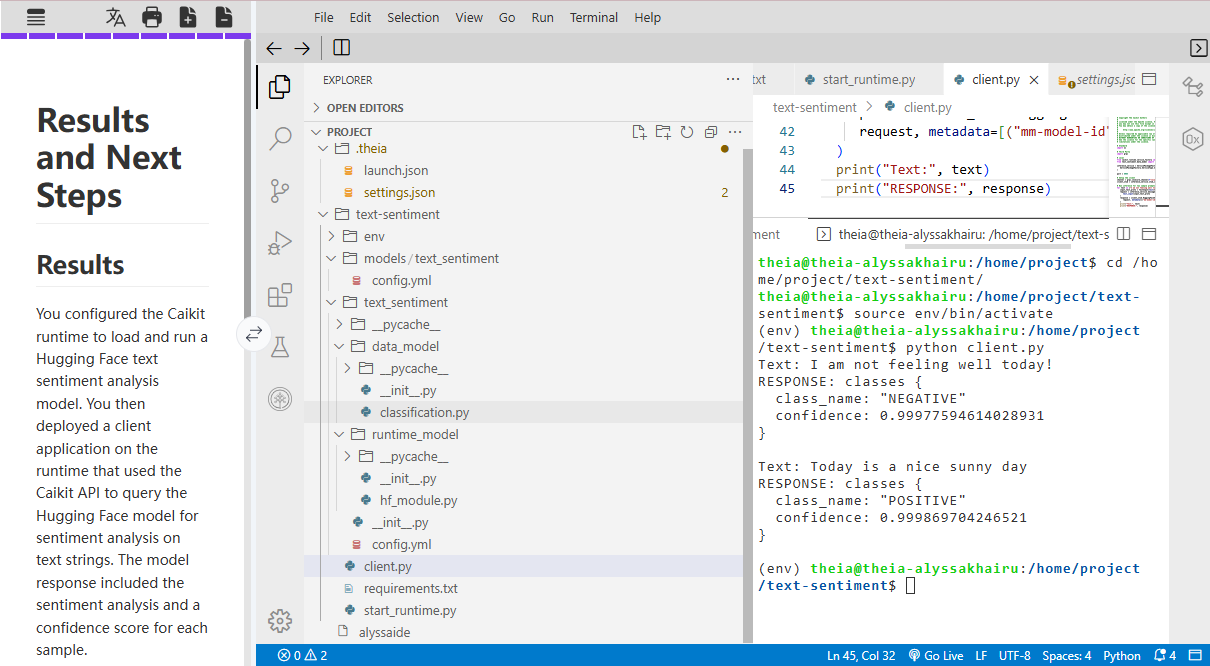 File Edit Selection View Go Run Terminal Help
Results
and Next
Steps
Results
You configured the Caikit
runtime to load and run a
Hugging Face text
sentiment analysis
model. You then
deployed a client
application on the
runtime that used the
Caikit API to query the
Hugging Face model for
sentiment analysis on
text strings. The model
response included the
sentiment analysis and a
confidence score for each
sample.
EXPLORER
OPEN EDITORS
PROJECT
.theia
launch.json
settings.json 2
text-sentiment
env
models / text_sentiment
config.yml
text_sentiment
__pycache__
data_model
__pycache__
__init__.py
classification.py
runtime_model
__pycache__
__init__.py
hf_module.py
__init__.py
config.yml
client.py
requirements.txt
start_runtime.py
alyssaide
txt start_runtime.py client.py settings.jsc
text-sentiment client.py
42 request, metadata=[("mm-model-id"
43 )
44 print("Text:", text)
45 print("RESPONSE:", response)
ment theia@theia-alyssakhairu: /home/project/text-s
theia@theia-alyssakhairu:/home/project$ cd /ho
me/project/text-sentiment/
theia@theia-alyssakhairu:/home/project/text-
sentiment$ source env/bin/activate
(env) theia@theia-alyssakhairu:/home/project
/text-sentiment$ python client.py
Text: I am not feeling well today!
RESPONSE: classes {
class_name: "NEGATIVE"
confidence: 0.99977594614028931
}
Text: Today is a nice sunny day
RESPONSE: classes {
class_name: "POSITIVE"
confidence: 0.999869704246521
}
(env) theia@theia-alyssakhairu:/home/project
/text-sentiment$
0x
0 2 Ln 45, Col 32 Go Live LF UTF-8 Spaces: 4 Python 4